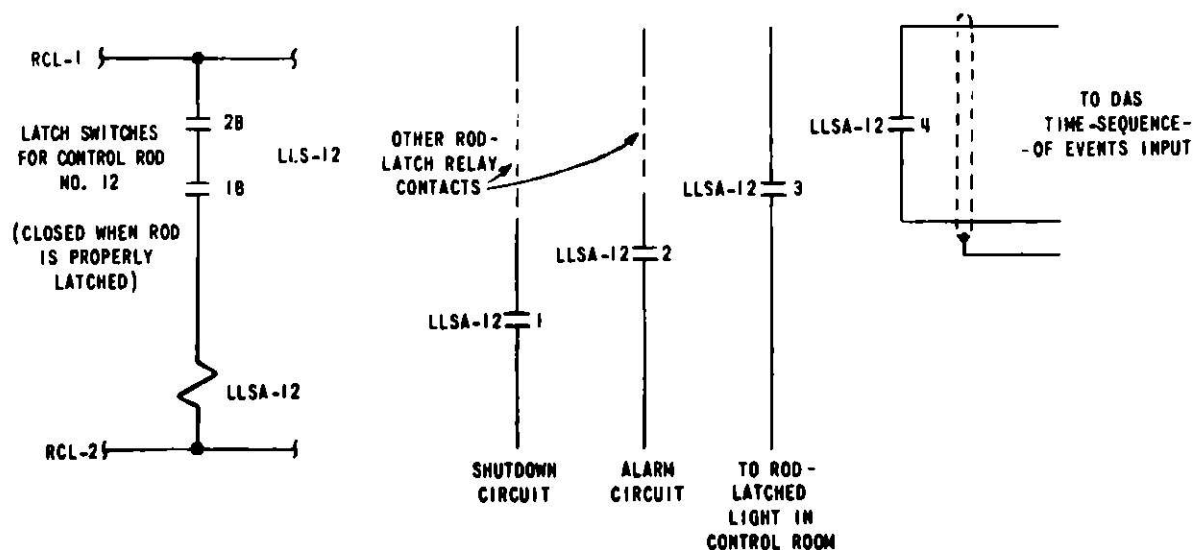 RCL-1
2B
LATCH SWITCHES
FOR CONTROL ROD
NO. 12
LLS-12
1B
(CLOSED WHEN ROD
IS PROPERLY
LATCHED)
LLSA-12
RCL-2
OTHER ROD-
LATCH RELAY
CONTACTS
LLSA-12 1
LLSA-12 2
LLSA-12 3
LLSA-12 4
TO DAS
TIME-SEQUENCE-
-OF EVENTS INPUT
SHUTDOWN
CIRCUIT
ALARM
CIRCUIT
TO ROD-
LATCHED
LIGHT IN
CONTROL ROOM